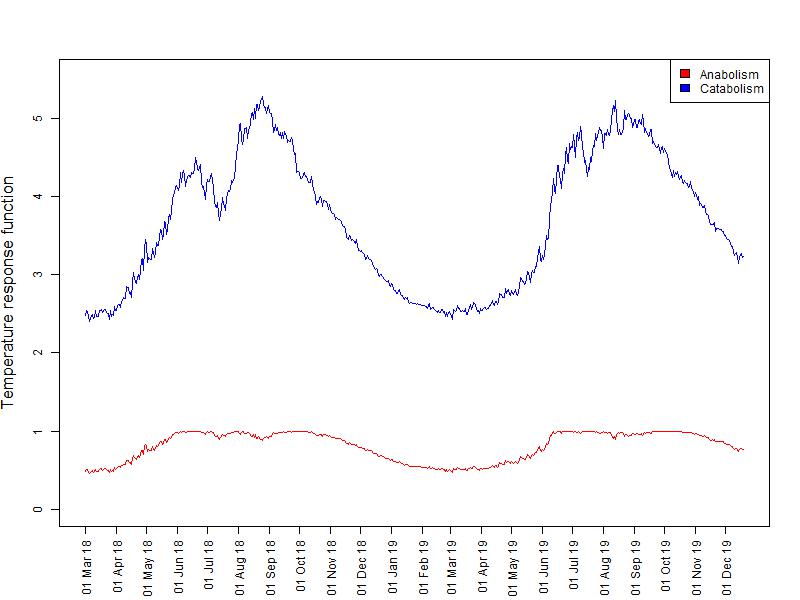 Anabolism
Catabolism
Temperature response function
5
4
3
2
1
0
01 Mar 18
01 Apr 18
01 May 18
01 Jun 18
01 Jul 18
01 Aug 18
01 Sep 18
01 Oct 18
01 Nov 18
01 Dec 18
01 Jan 19
01 Feb 19
01 Mar 19
01 Apr 19
01 May 19
01 Jun 19
01 Jul 19
01 Aug 19
01 Sep 19
01 Oct 19
01 Nov 19
01 Dec 19